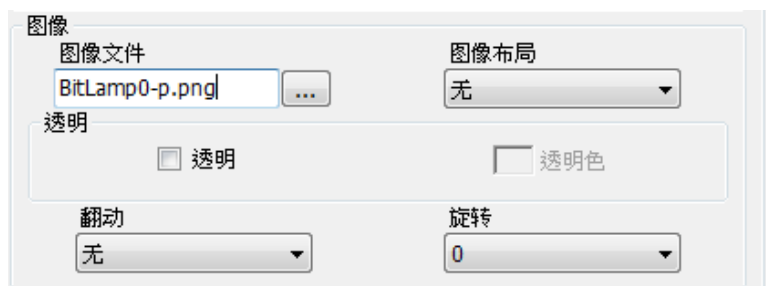 图像
图像文件 图像布局
BitLamp0-p.png ... 无
透明
透明 透明色
翻动 旋转
无 0